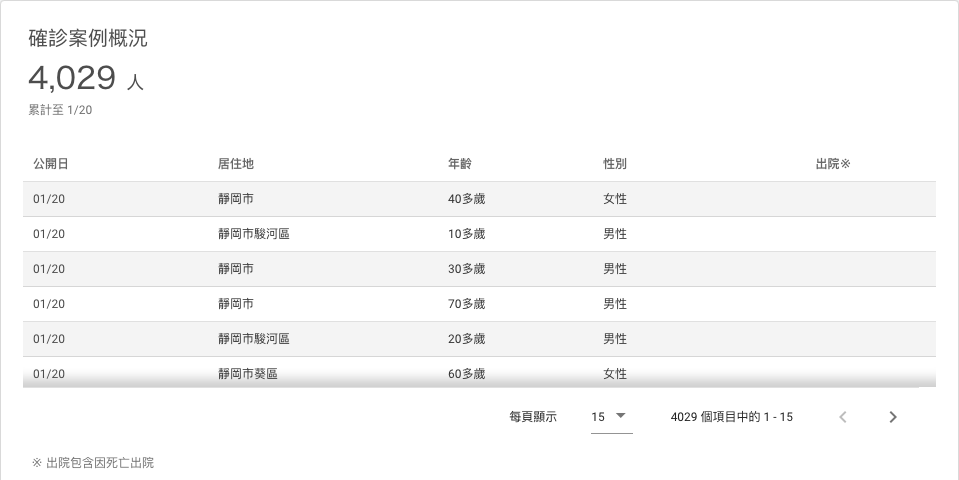 確診案例概況
4,029 人
累計至 1/20
公開日 居住地 年齡 性別 出院※
01/20 靜岡市 40多歲 女性
01/20 靜岡市駿河區 10多歲 男性
01/20 靜岡市 30多歲 男性
01/20 靜岡市 70多歲 男性
01/20 靜岡市駿河區 20多歲 男性
01/20 靜岡市葵區 60多歲 女性
每頁顯示 15 4029 個項目中的 1 - 15
※ 出院包含因死亡出院